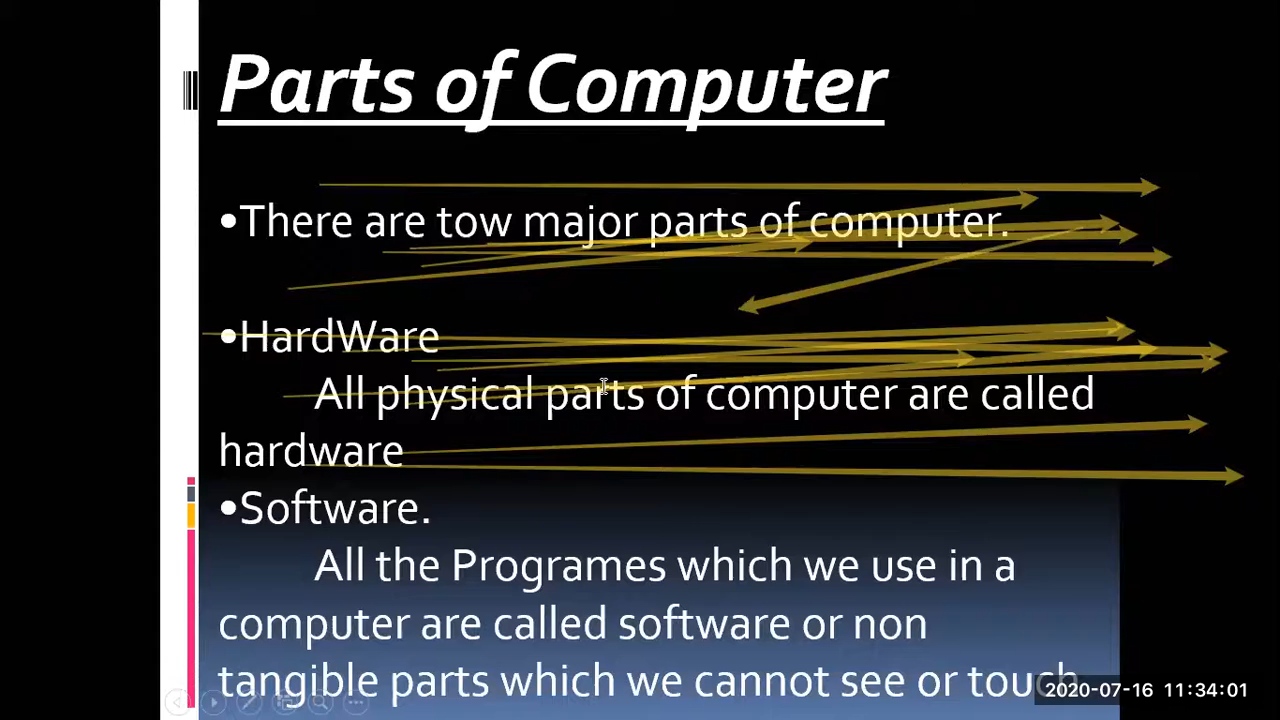 Parts of Computer
•There are tow major parts of computer.
•HardWare
All physical parts of computer are called
hardware
•Software.
All the Programes which we use in a
computer are called software or non
tangible parts which we cannot see or touch
2020-07-16 11:34:01